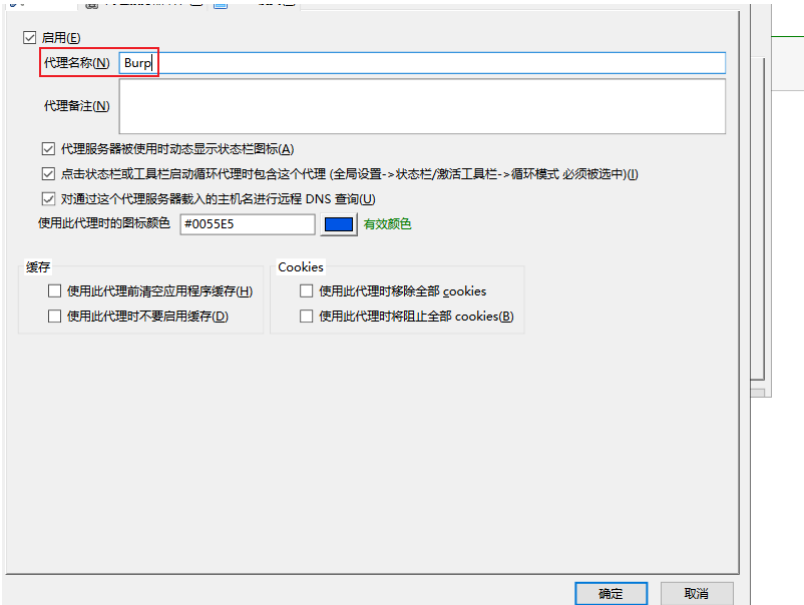 启用(E)
代理名称(N) Burp
代理备注(N)
代理服务器被使用时动态显示状态栏图标(A)
点击状态栏或工具栏启动循环代理时包含这个代理 (全局设置->状态栏/激活工具栏->循环模式 必须被选中)(I)
对通过这个代理服务器载入的主机名进行远程 DNS 查询(U)
使用此代理时的图标颜色 #0055E5 有效颜色
缓存
使用此代理前清空应用程序缓存(H)
使用此代理时不要启用缓存(D)
Cookies
使用此代理时移除全部 cookies
使用此代理时将阻止全部 cookies(B)
确定 取消